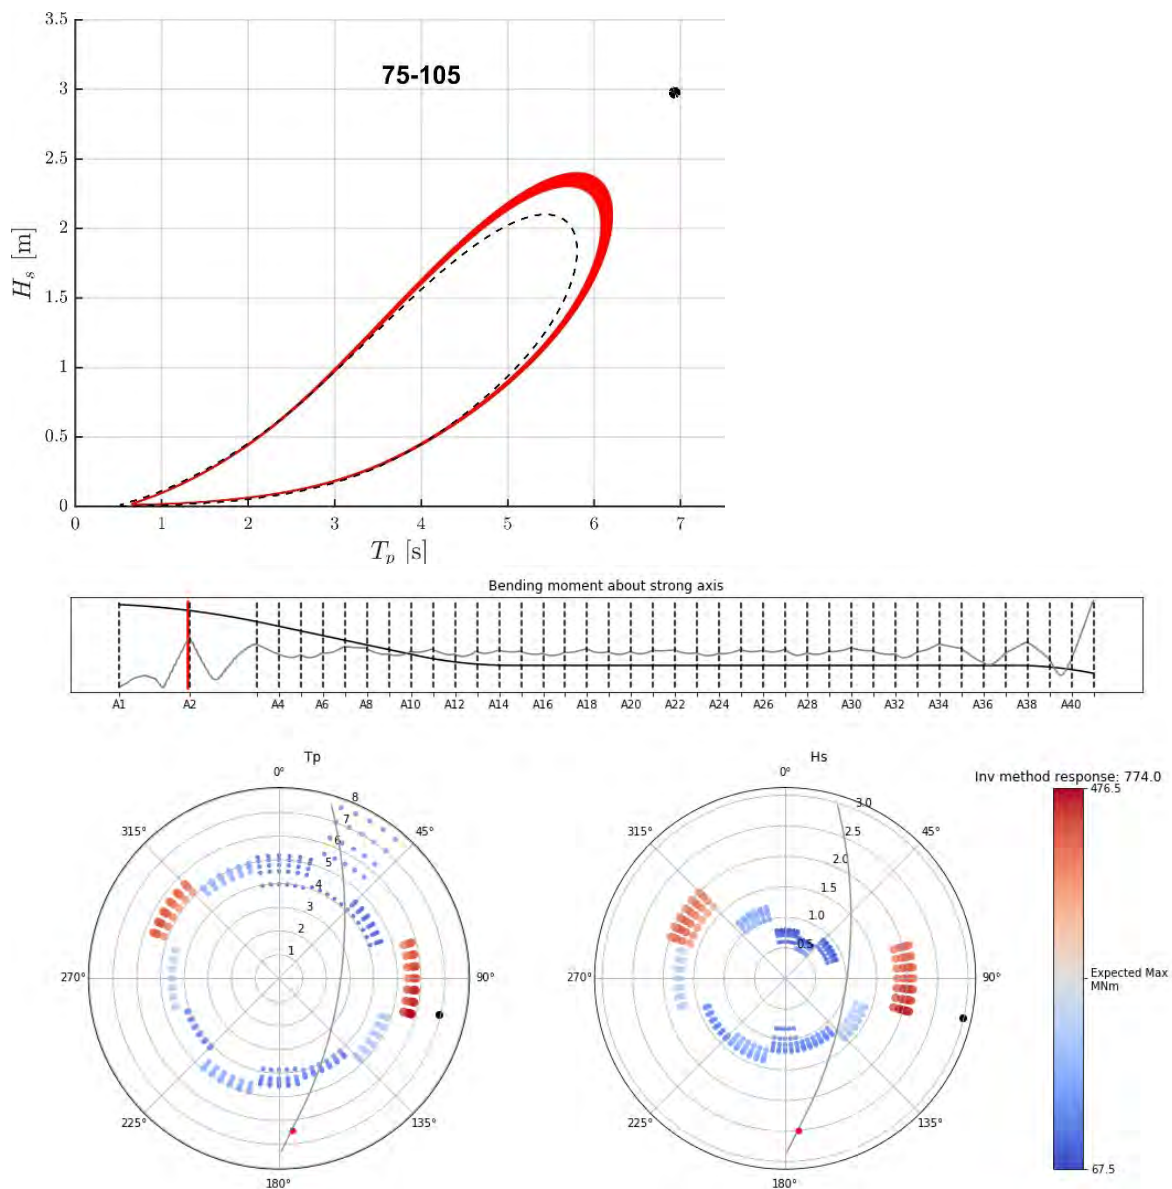 3.5
75-105
3
2.5
2
1.5
1
0.5
0
H_s [m]
0 1 2 3 4 5 6 7
T_p [s]
Bending moment about strong axis
A1 A2 A4 A6 A8 A10 A12 A14 A16 A18 A20 A22 A24 A26 A28 A30 A32 A34 A36 A38 A40
Tp
0°
45°
90°
135°
180°
225°
270°
315°
1 2 3 4 5 6 7 8
Hs
0°
45°
90°
135°
180°
225°
270°
315°
0.5 1.0 1.5 2.0 2.5 3.0
Inv method response: 774.0
476.5
Expected Max
MNm
67.5